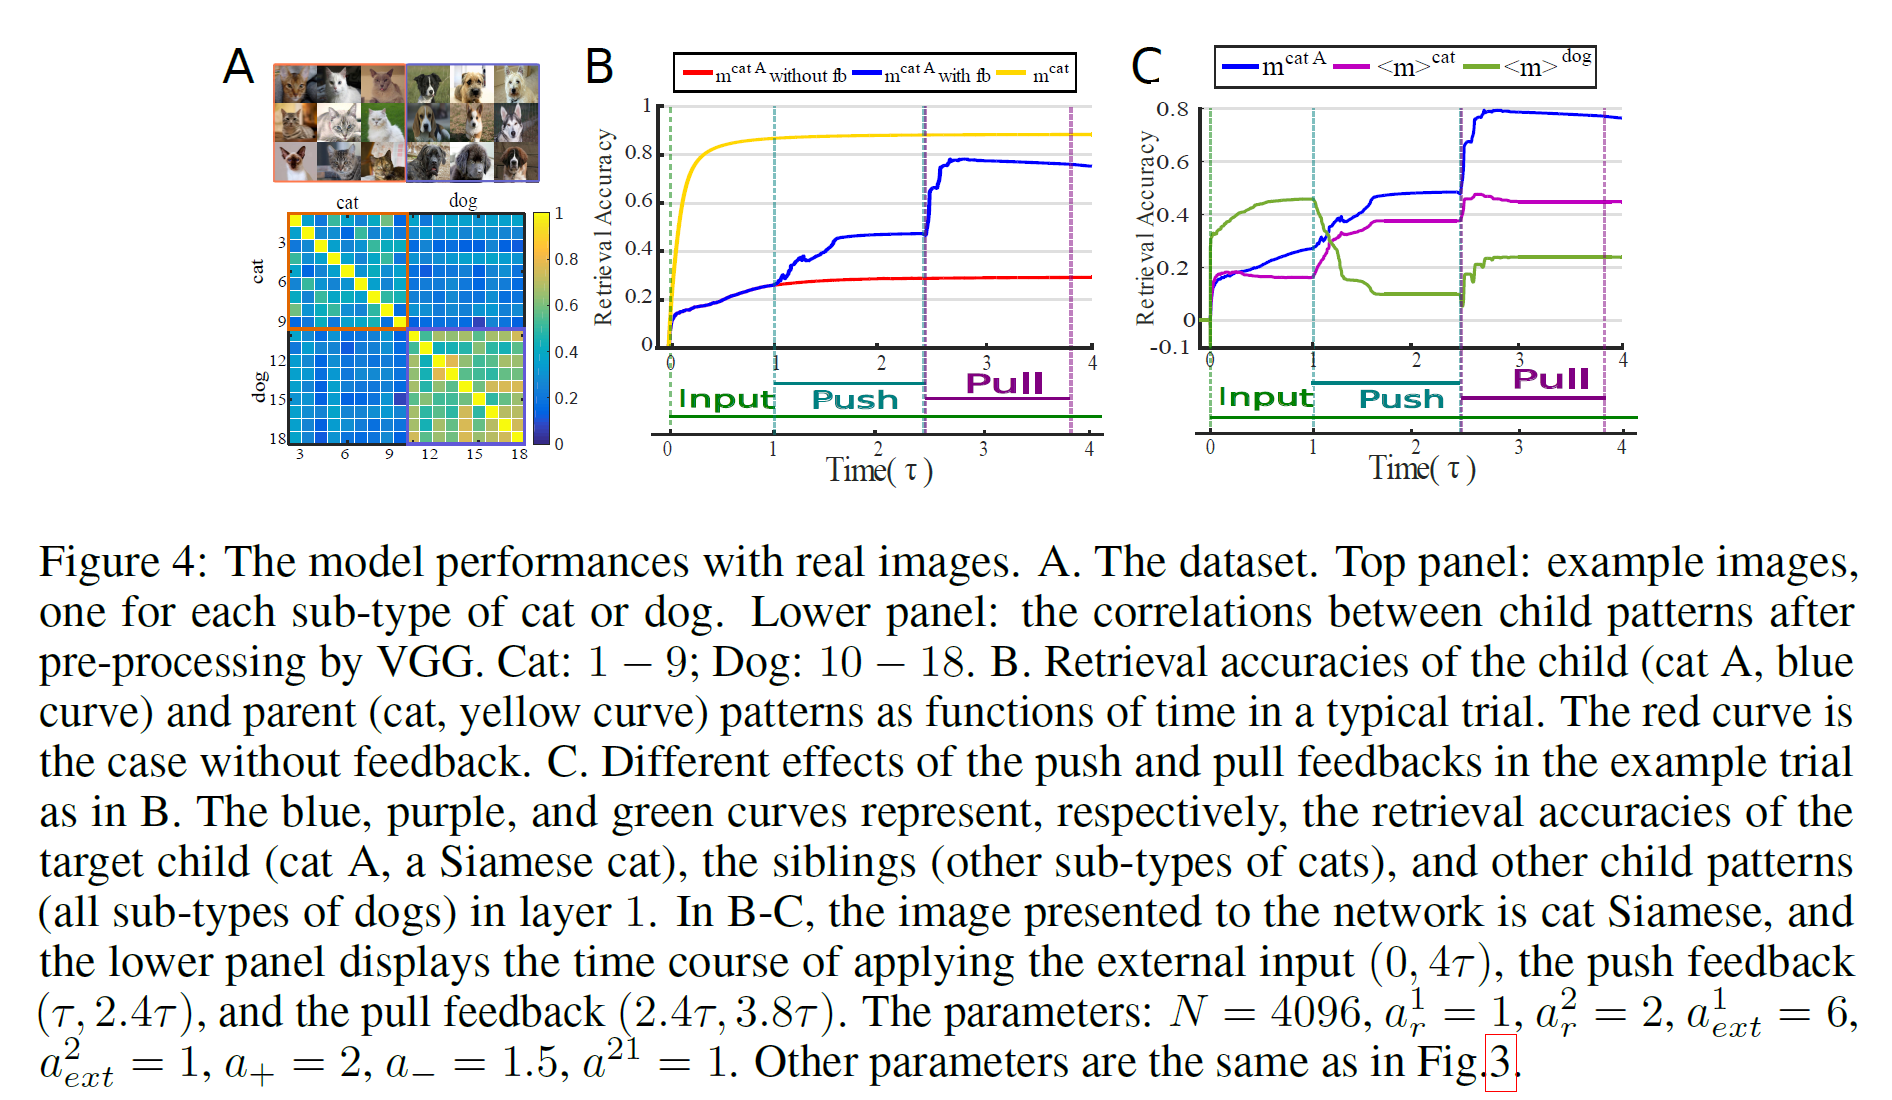 A
cat dog
cat
dog
3
6
9
12
15
18
3 6 9 12 15 18
1
0.8
0.6
0.4
0.2
0
B
m^cat A without fb m^cat A with fb m^cat
Retrieval Accuracy
1
0.8
0.6
0.4
0.2
0
0 1 2 3 4
Input Push Pull
0 1 2 3 4
Time( τ )
C
m^cat A <m>^cat <m>^dog
Retrieval Accuracy
0.8
0.6
0.4
0.2
0
-0.1
0 1 2 3 4
Input Push Pull
0 1 2 3 4
Time( τ )
Figure 4: The model performances with real images. A. The dataset. Top panel: example images,
one for each sub-type of cat or dog. Lower panel: the correlations between child patterns after
pre-processing by VGG. Cat: 1 − 9; Dog: 10 − 18. B. Retrieval accuracies of the child (cat A, blue
curve) and parent (cat, yellow curve) patterns as functions of time in a typical trial. The red curve is
the case without feedback. C. Different effects of the push and pull feedbacks in the example trial
as in B. The blue, purple, and green curves represent, respectively, the retrieval accuracies of the
target child (cat A, a Siamese cat), the siblings (other sub-types of cats), and other child patterns
(all sub-types of dogs) in layer 1. In B-C, the image presented to the network is cat Siamese, and
the lower panel displays the time course of applying the external input (0, 4τ), the push feedback
(τ, 2.4τ), and the pull feedback (2.4τ, 3.8τ). The parameters: N = 4096, a_r^1 = 1, a_r^2 = 2, a_ext^1 = 6,
a_ext^2 = 1, a_+ = 2, a_− = 1.5, a^21 = 1. Other parameters are the same as in Fig.3.